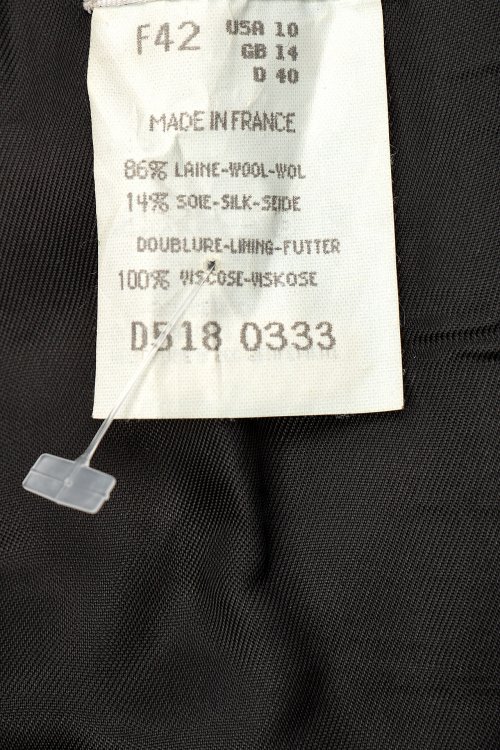 F42
USA 10
GB 14
D 40
MADE IN FRANCE
86% LAINE-WOOL-WOL
14% SOIE-SILK-SEIDE
DOUBLURE-LINING-FUTTER
100% VISCOSE-VISKOSE
D518 0333